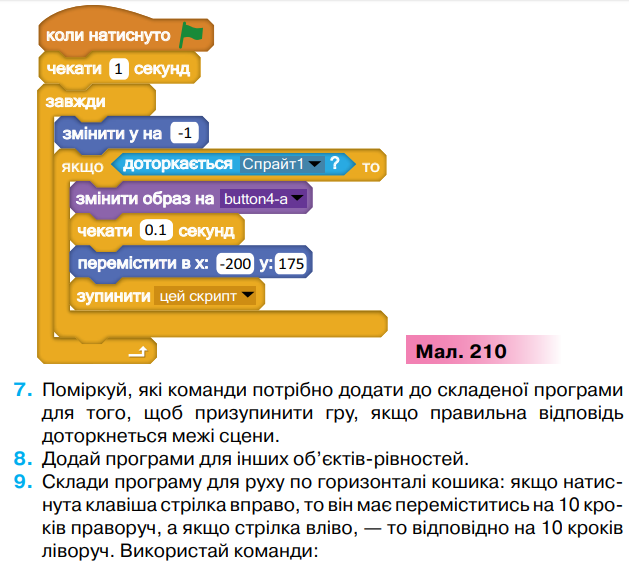 коли натиснуто
чекати 1 секунд
завжди
змінити y на -1
якщо доторкається Спрайт1 ? то
змінити образ на button4-a
чекати 0.1 секунд
перемістити в x: -200 y: 175
зупинити цей скрипт
Мал. 210
7. Поміркуй, які команди потрібно додати до складеної програми
для того, щоб призупинити гру, якщо правильна відповідь
доторкнеться межі сцени.
8. Додай програми для інших об’єктів-рівностей.
9. Склади програму для руху по горизонталі кошика: якщо натис-
нута клавіша стрілка вправо, то він має переміститись на 10 кро-
ків праворуч, а якщо стрілка вліво, — то відповідно на 10 кроків
ліворуч. Використай команди: